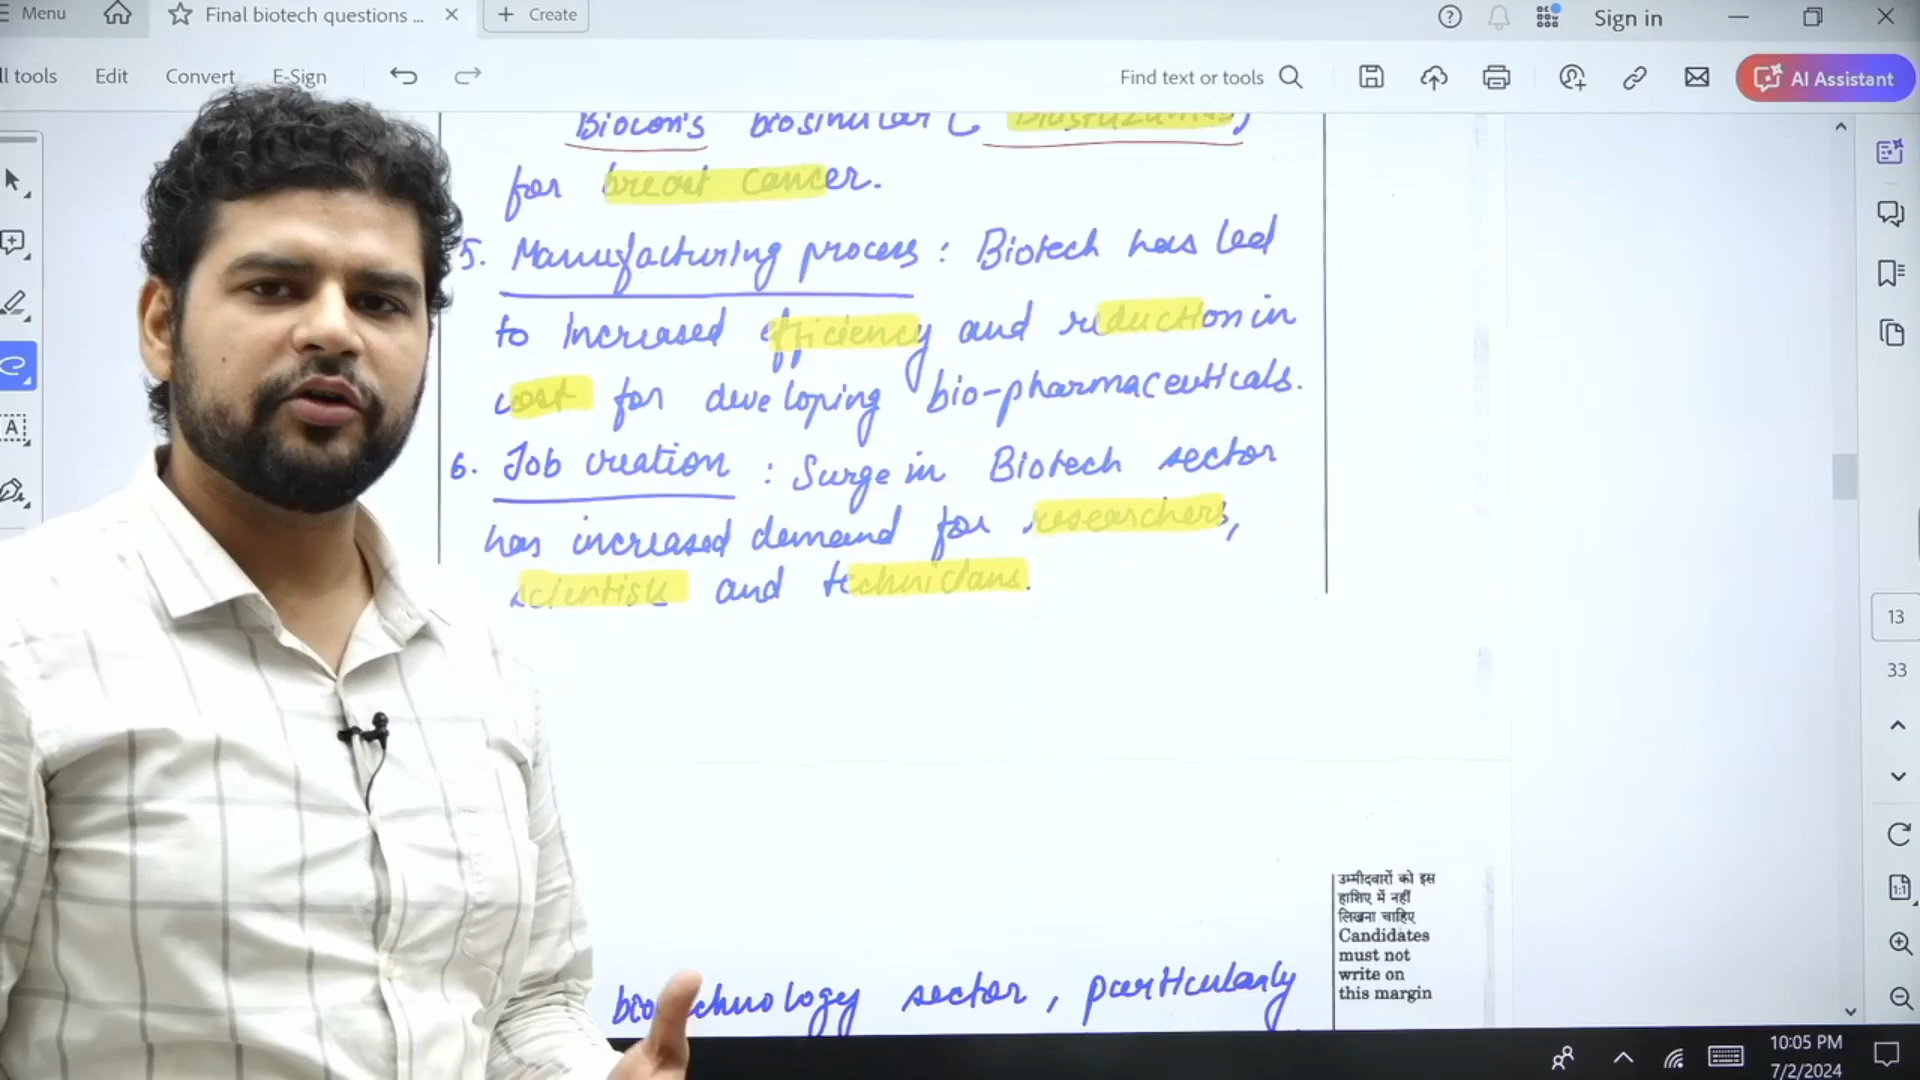 Menu
Final biotech questions ...
+ Create
Sign in
ll tools
Edit
Convert
E-Sign
Find text or tools
AI Assistant
Biocon's biosimilar (
for breast cancer.
5. Manufacturing process : Biotech has led
to increased efficiency and reduction in
cost for developing bio-pharmaceuticals.
6. Job creation : Surge in Biotech sector
has increased demand for researchers,
scientists and technicians.
13
33
उम्मीदवारों को इस
हाशिए में नहीं
लिखना चाहिए
Candidates
must not
write on
this margin
biotechnology sector, particularly
10:05 PM
7/2/2024